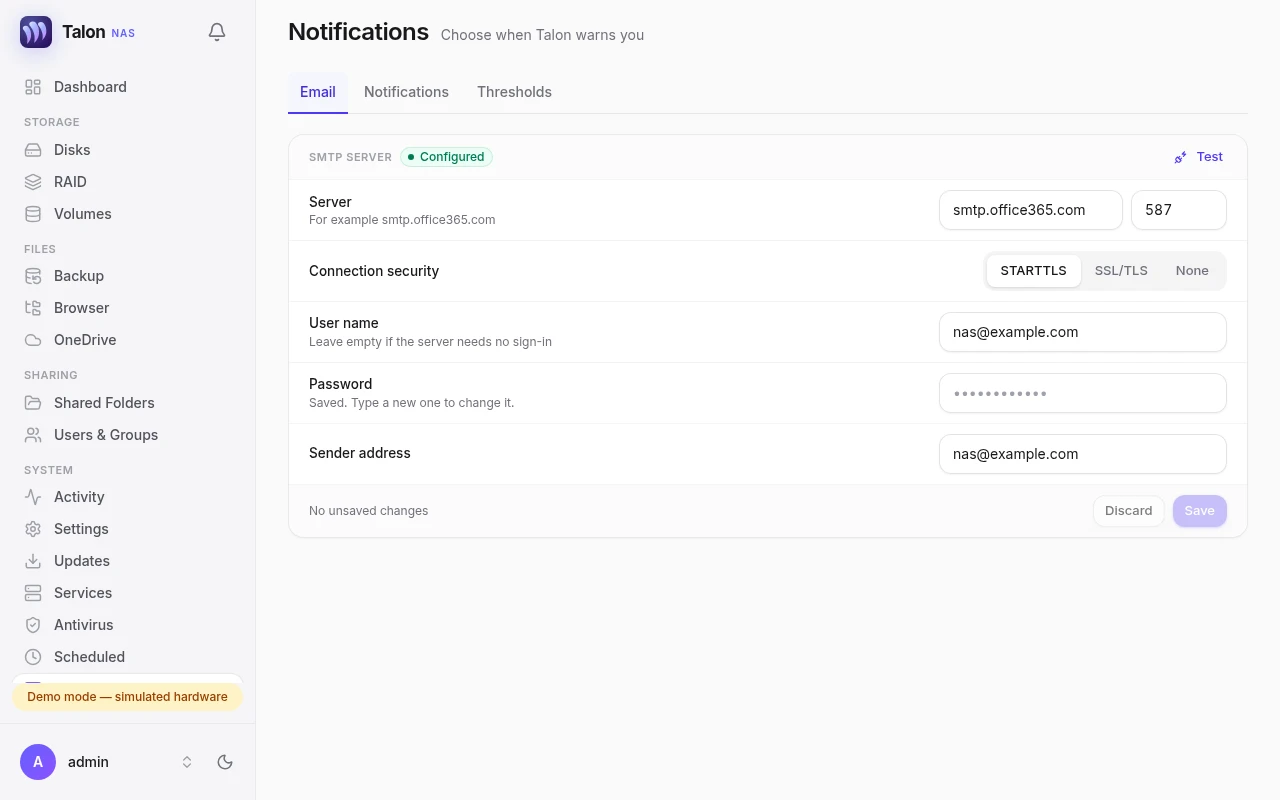 Talon NAS
Dashboard
STORAGE
Disks
RAID
Volumes
FILES
Backup
Browser
OneDrive
SHARING
Shared Folders
Users & Groups
SYSTEM
Activity
Settings
Updates
Services
Antivirus
Scheduled
Demo mode — simulated hardware
A admin
Notifications Choose when Talon warns you
Email Notifications Thresholds
SMTP SERVER Configured Test
Server
For example smtp.office365.com
smtp.office365.com 587
Connection security
STARTTLS SSL/TLS None
User name
Leave empty if the server needs no sign-in
nas@example.com
Password
Saved. Type a new one to change it.
••••••••••••
Sender address
nas@example.com
No unsaved changes
Discard Save